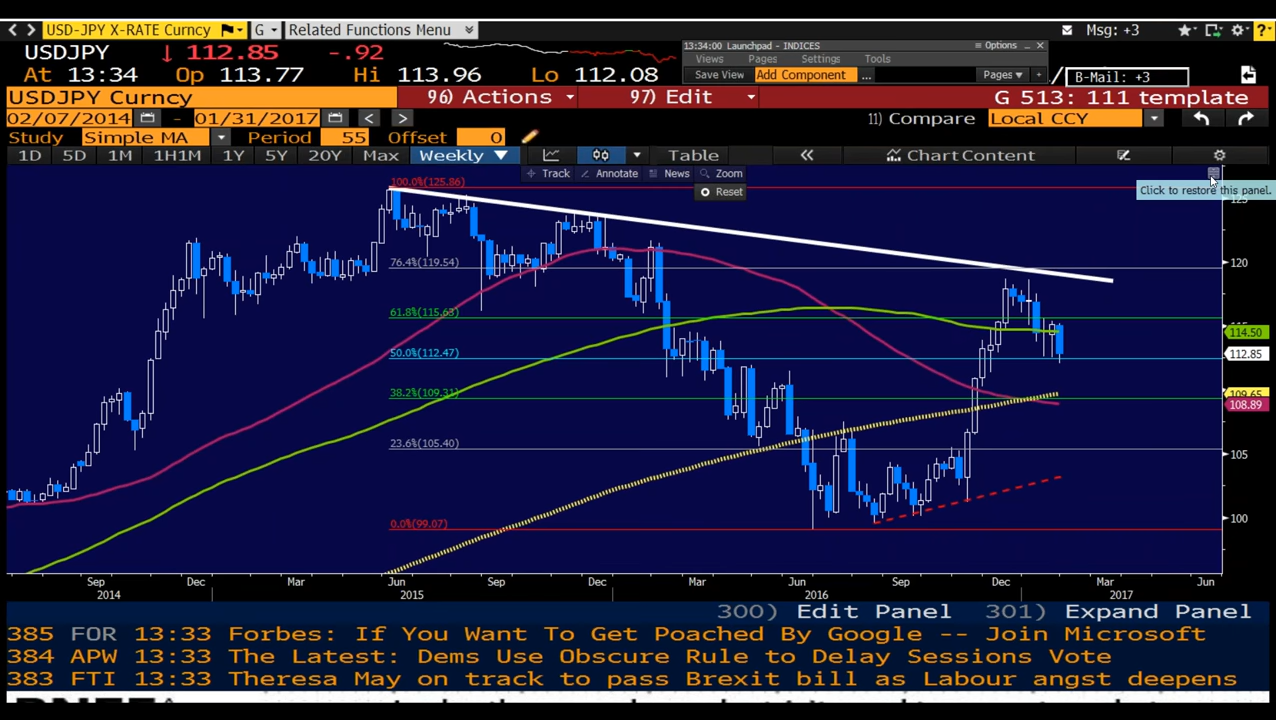 USD-JPY X-RATE Curncy G Related Functions Menu Msg: +3
USDJPY 112.85 -.92
At 13:34 Op 113.77 Hi 113.96 Lo 112.08
13:34:00 Launchpad - INDICES Options
Views Pages Settings Tools
Save View Add Component ... Pages +
B-Mail: +3
USDJPY Curncy 96) Actions 97) Edit G 513: 111 template
02/07/2014 - 01/31/2017 < > 11) Compare Local CCY
Study Simple MA Period 55 Offset 0
1D 5D 1M 1H1M 1Y 5Y 20Y Max Weekly Table Chart Content
Track Annotate News Zoom
Reset
Click to restore this panel.
100.0%(125.86)
125
76.4%(119.54)
120
61.8%(115.63)
114.50
50.0%(112.47)
112.85
38.2%(109.31)
109.65
108.89
23.6%(105.40)
105
0.0%(99.07)
100
Sep Dec Mar Jun Sep Dec Mar Jun Sep Dec Mar Jun
2014 2015 2016 2017
300) Edit Panel 301) Expand Panel
385 FOR 13:33 Forbes: If You Want To Get Poached By Google -- Join Microsoft
384 APW 13:33 The Latest: Dems Use Obscure Rule to Delay Sessions Vote
383 FTI 13:33 Theresa May on track to pass Brexit bill as Labour angst deepens